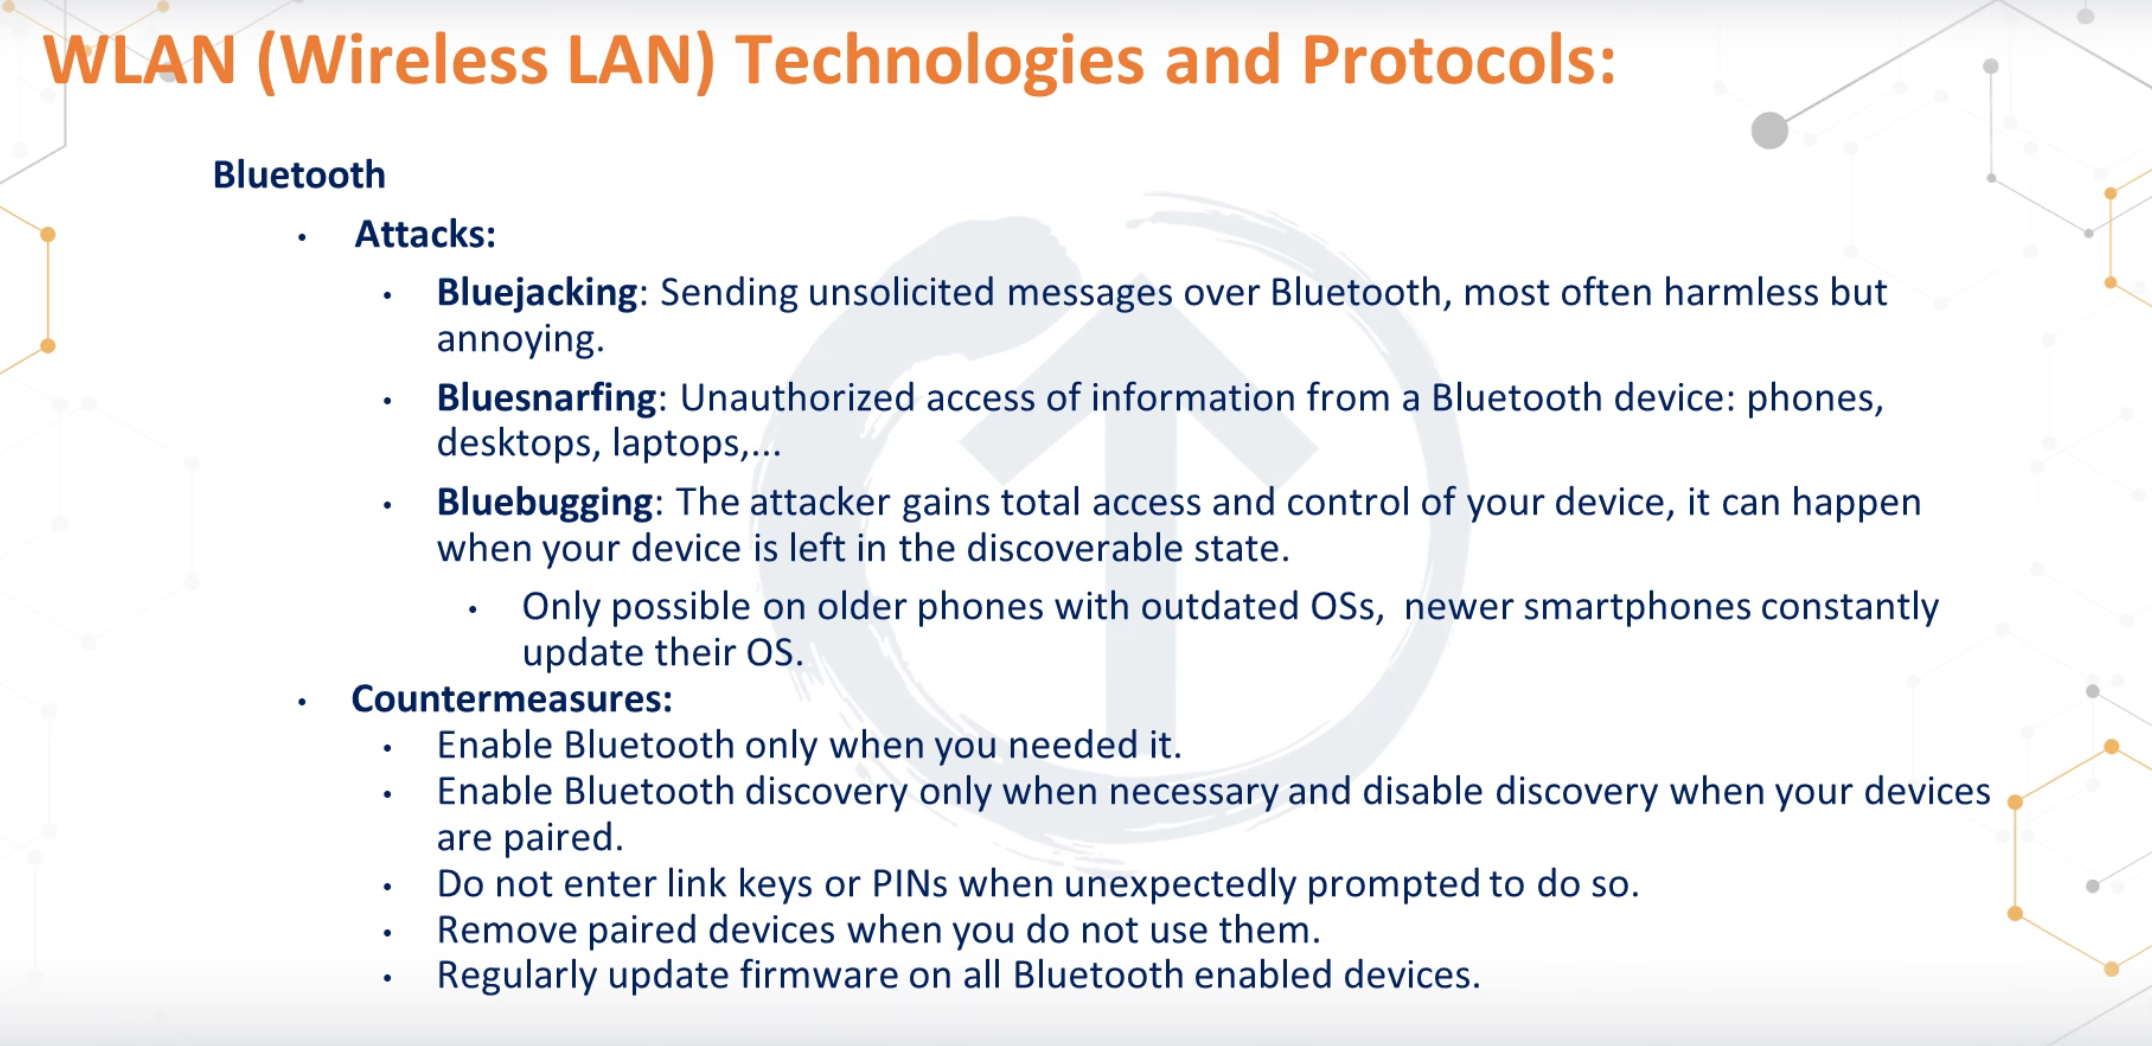 WLAN (Wireless LAN) Technologies and Protocols:
Bluetooth
• Attacks:
• Bluejacking: Sending unsolicited messages over Bluetooth, most often harmless but
annoying.
• Bluesnarfing: Unauthorized access of information from a Bluetooth device: phones,
desktops, laptops,...
• Bluebugging: The attacker gains total access and control of your device, it can happen
when your device is left in the discoverable state.
• Only possible on older phones with outdated OSs,  newer smartphones constantly
update their OS.
• Countermeasures:
• Enable Bluetooth only when you needed it.
• Enable Bluetooth discovery only when necessary and disable discovery when your devices
are paired.
• Do not enter link keys or PINs when unexpectedly prompted to do so.
• Remove paired devices when you do not use them.
• Regularly update firmware on all Bluetooth enabled devices.